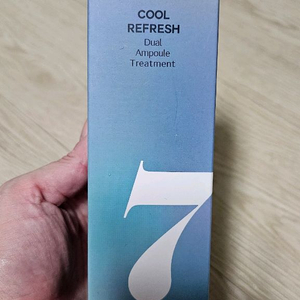 COOL
REFRESH
Dual
Ampoule
Treatment
7